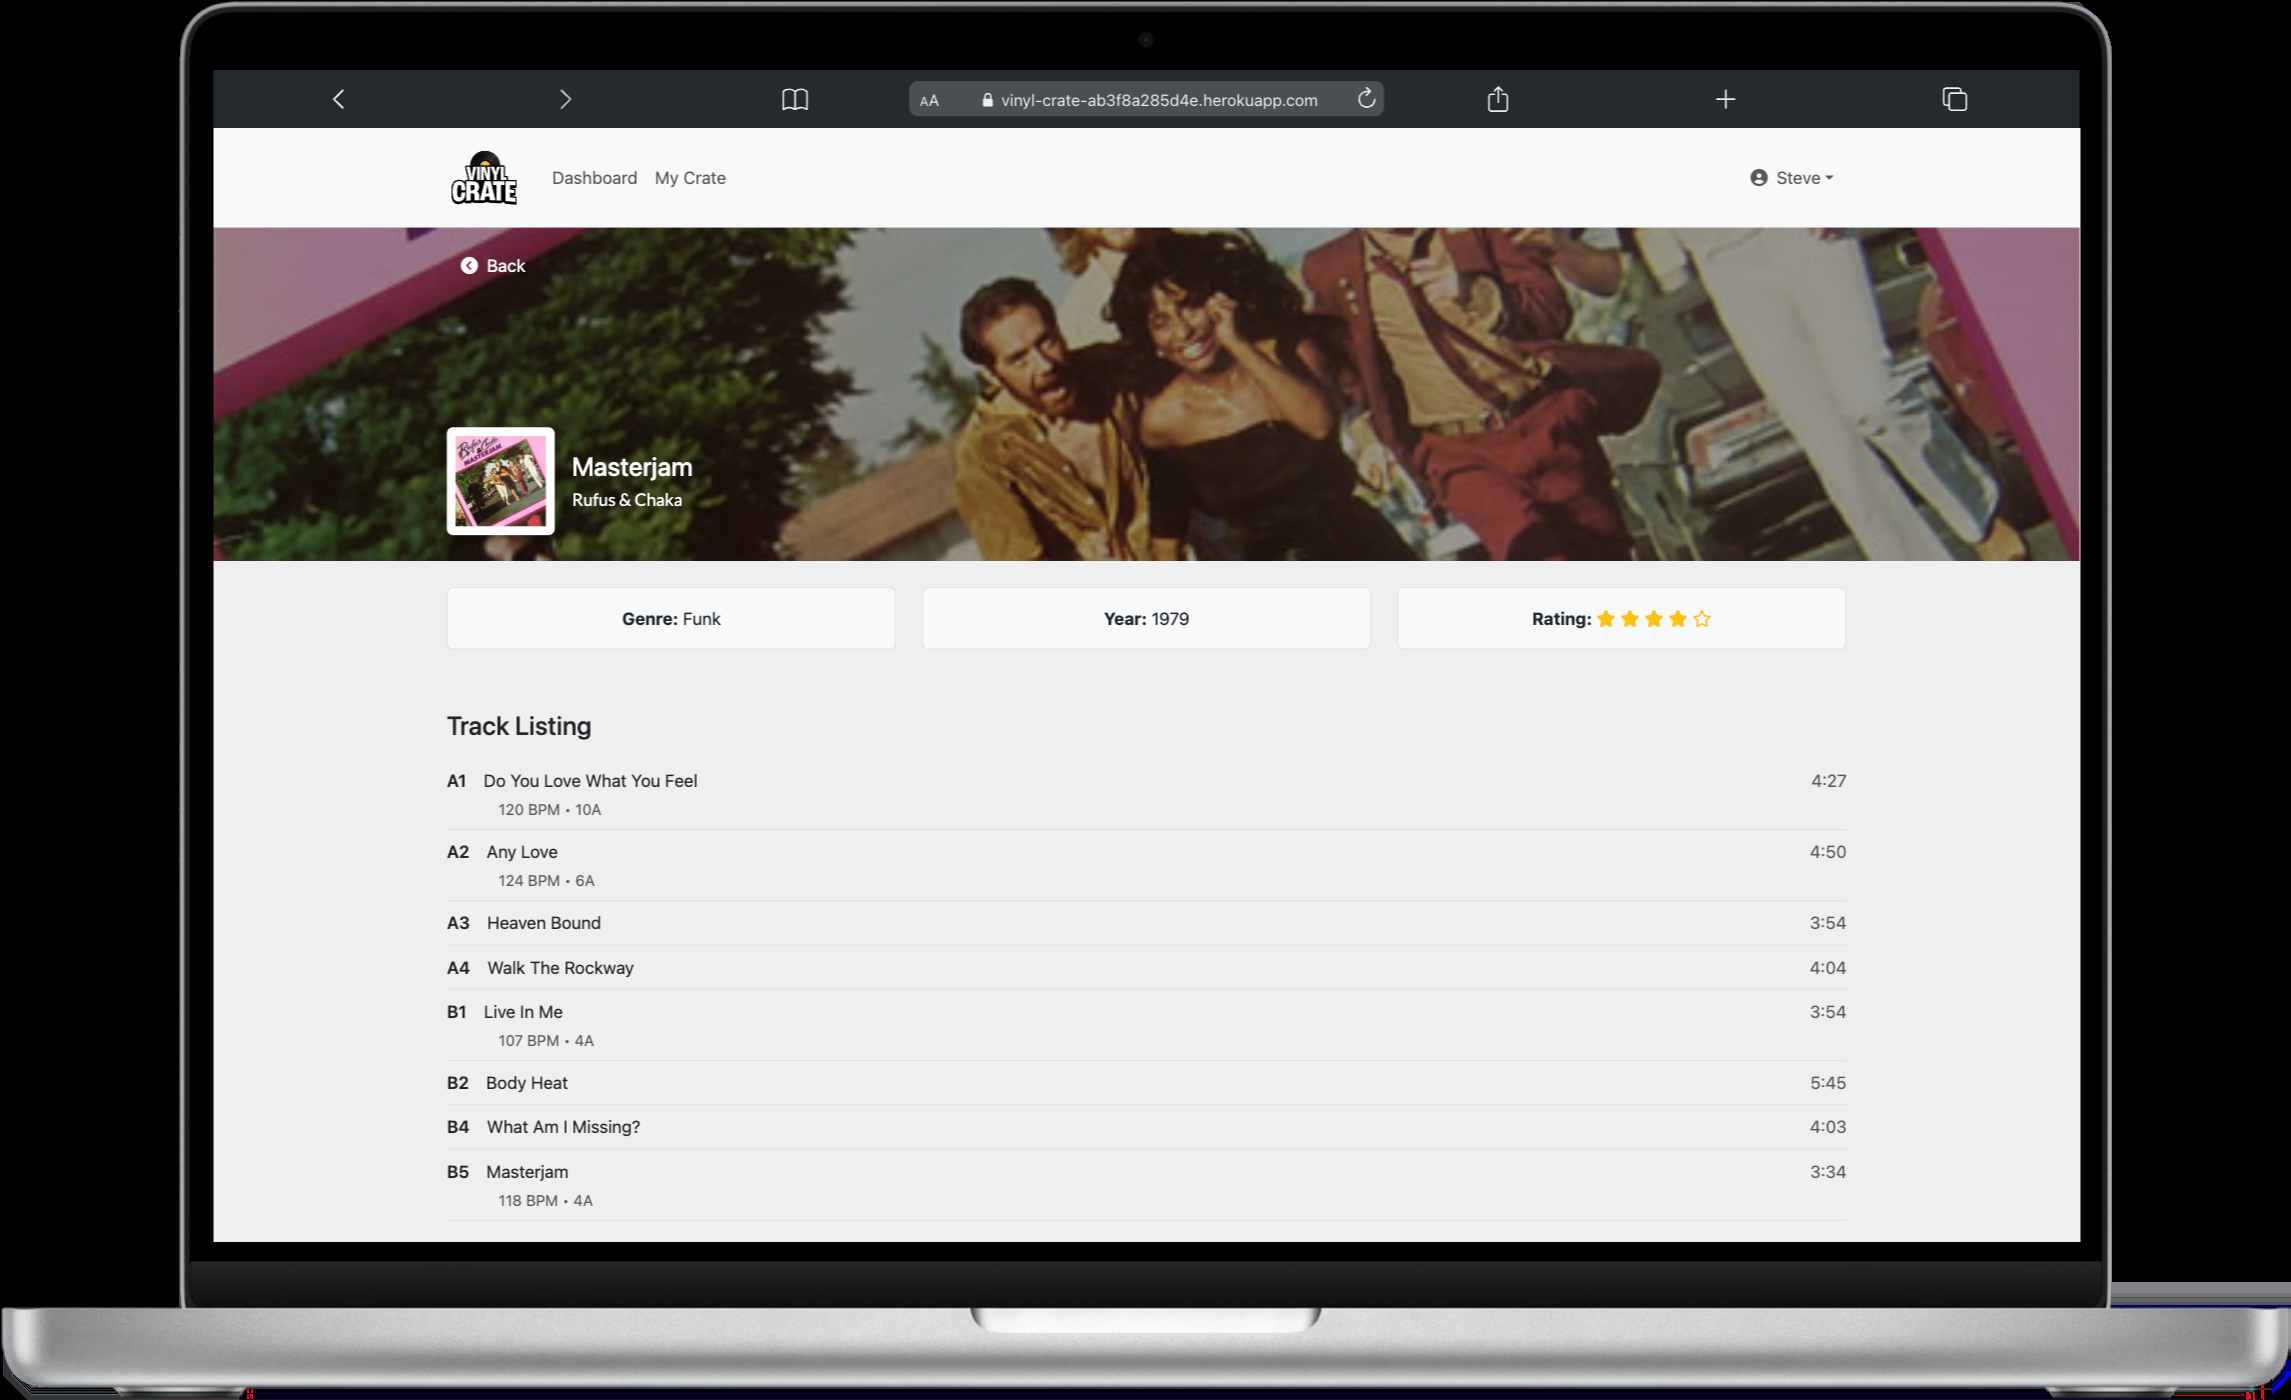 AA vinyl-crate-ab3f8a285d4e.herokuapp.com
VINYL
CRATE
Dashboard My Crate Steve
Back
Rufus & Chaka
MASTERJAM
Masterjam
Rufus & Chaka
Genre: Funk Year: 1979 Rating:
Track Listing
A1 Do You Love What You Feel 4:27
120 BPM • 10A
A2 Any Love 4:50
124 BPM • 6A
A3 Heaven Bound 3:54
A4 Walk The Rockway 4:04
B1 Live In Me 3:54
107 BPM • 4A
B2 Body Heat 5:45
B4 What Am I Missing? 4:03
B5 Masterjam 3:34
118 BPM • 4A